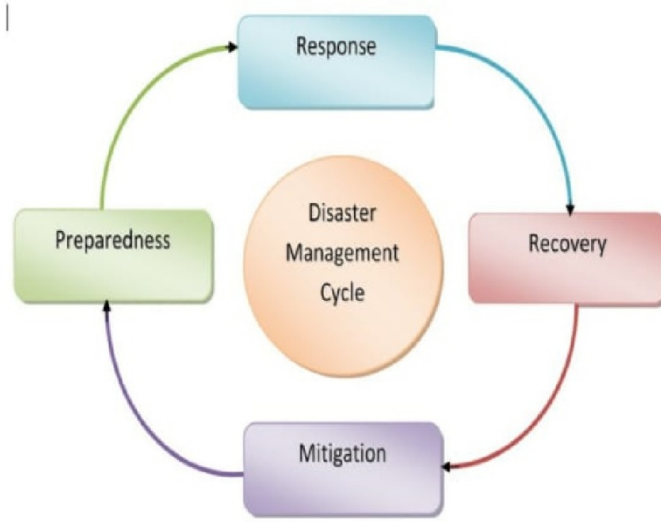 Response
Preparedness
Disaster
Management
Cycle
Recovery
Mitigation